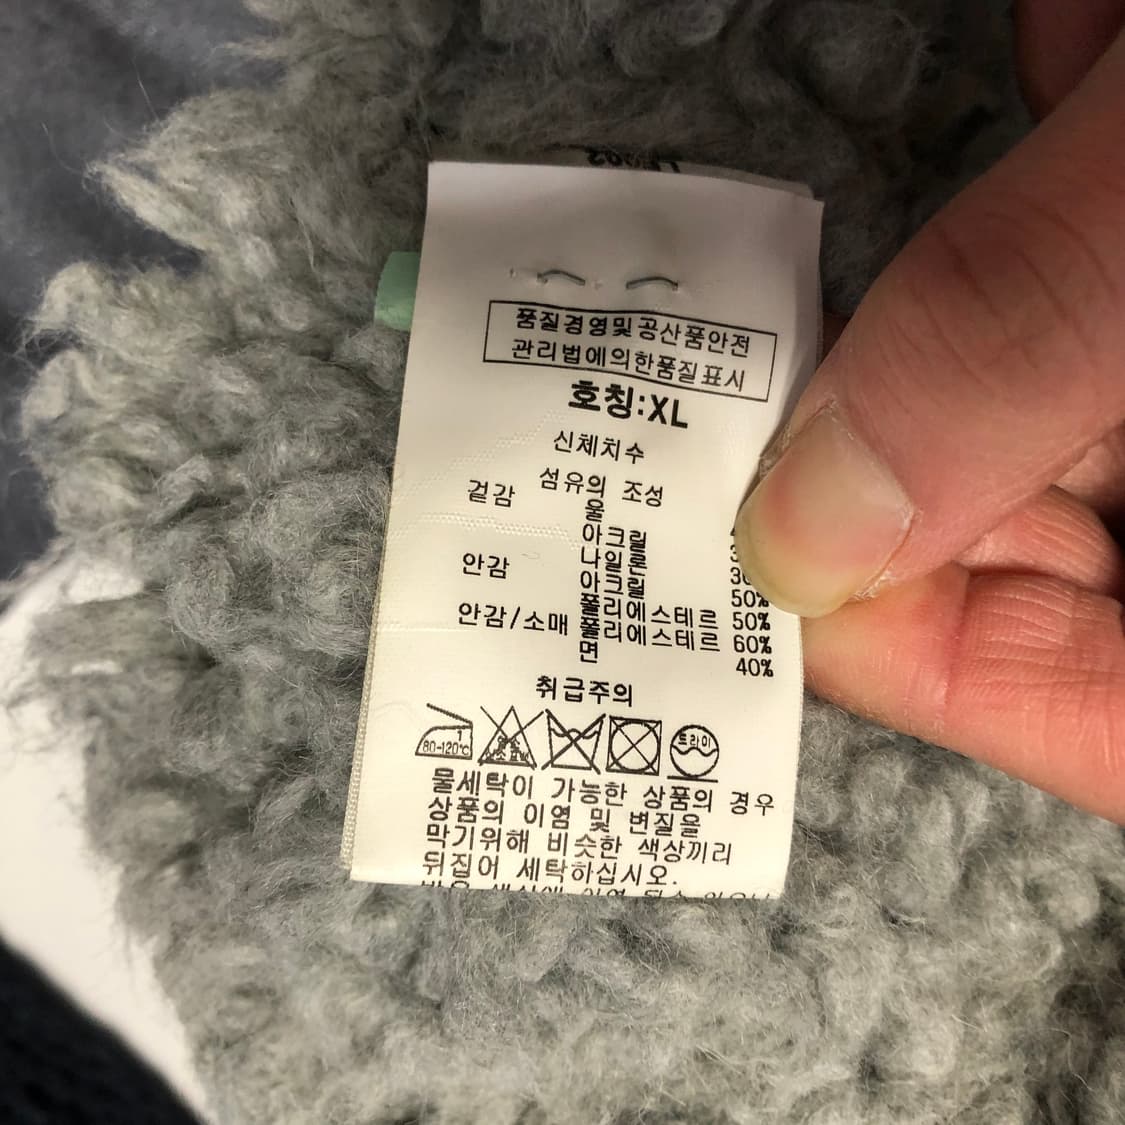 품질경영및공산품안전
관리법에의한품질표시
호칭:XL
신체치수
섬유의 조성
겉감 울
아크릴
나일론
안감 아크릴 50%
폴리에스테르 50%
안감/소매 폴리에스테르 60%
면 40%
취급주의
1
80-120℃
드라이
물세탁이 가능한 상품의 경우
상품의 이염 및 변질을
막기위해 비슷한 색상끼리
뒤집어 세탁하십시오.